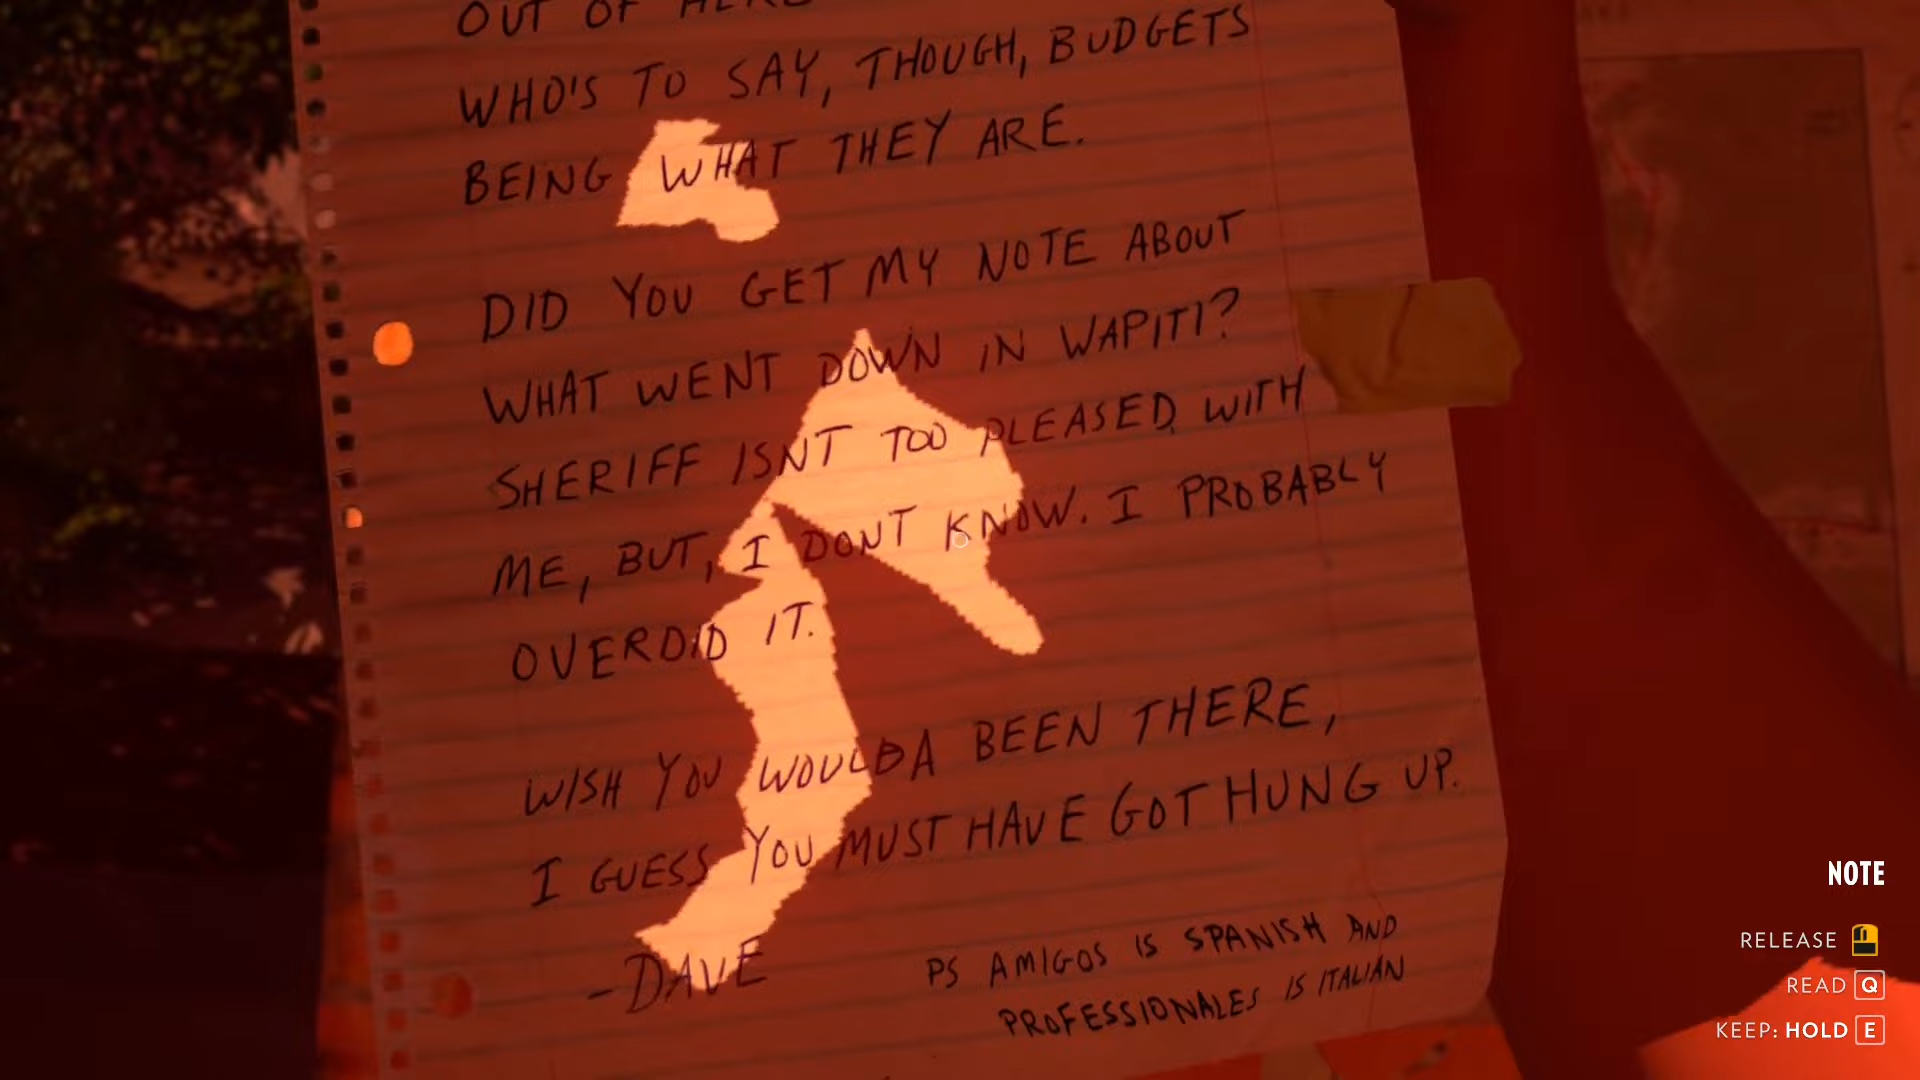 OUT OF HERE
WHO'S TO SAY, THOUGH, BUDGETS
BEING WHAT THEY ARE.
DID YOU GET MY NOTE ABOUT
WHAT WENT DOWN IN WAPITI?
SHERIFF ISNT TOO PLEASED WITH
ME, BUT, I DONT KNOW. I PROBABLY
OVERDID IT.
WISH YOU WOULDA BEEN THERE,
I GUESS YOU MUST HAVE GOT HUNG UP.
-DAVE
PS AMIGOS IS SPANISH AND
PROFESSIONALES IS ITALIAN
NOTE
RELEASE
READ Q
KEEP: HOLD E